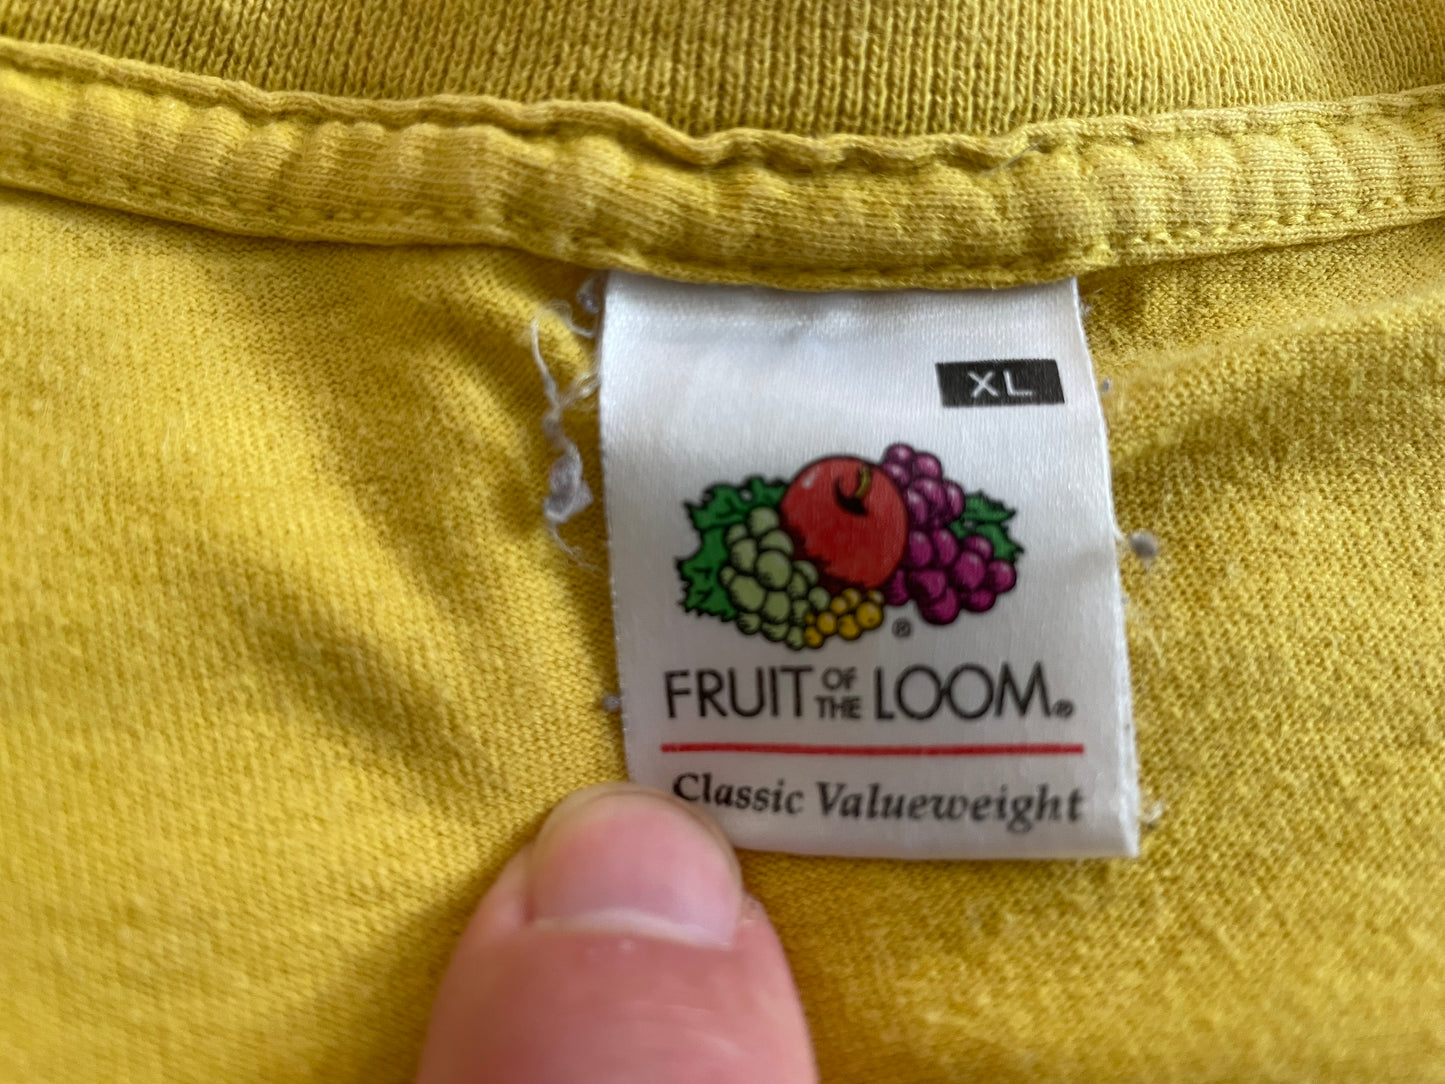 XL
®
FRUIT OF THE LOOM®
Classic Valueweight